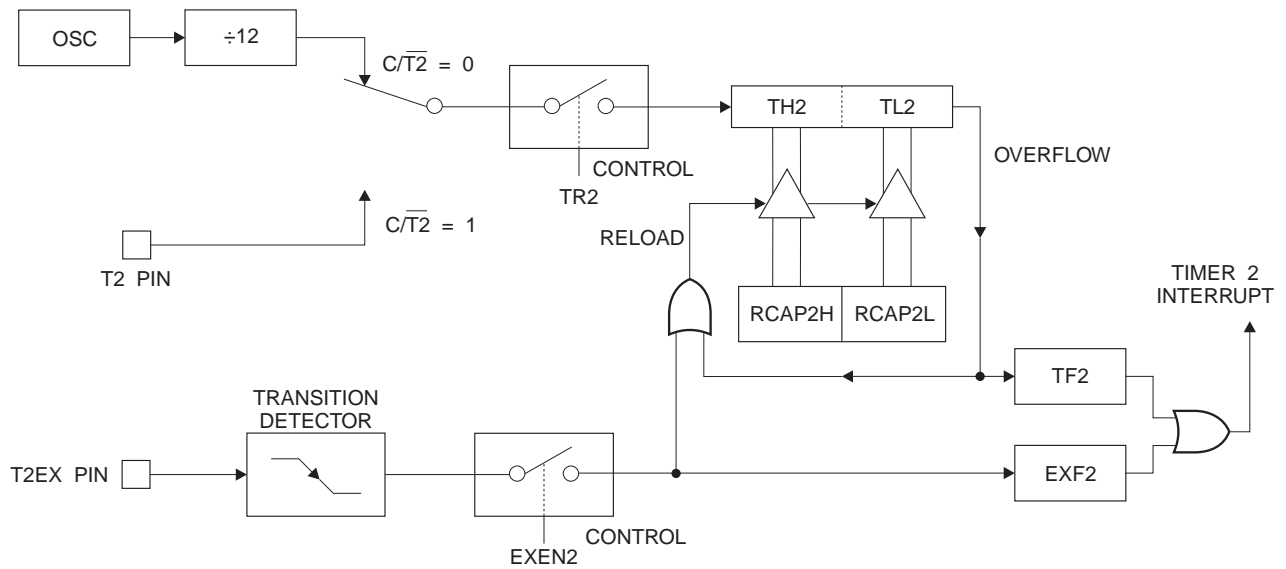 OSC
÷12
C/T2 = 0
TH2
TL2
OVERFLOW
CONTROL
TR2
C/T2 = 1
T2 PIN
RELOAD
TIMER 2
INTERRUPT
RCAP2H
RCAP2L
TF2
TRANSITION
DETECTOR
T2EX PIN
EXF2
CONTROL
EXEN2